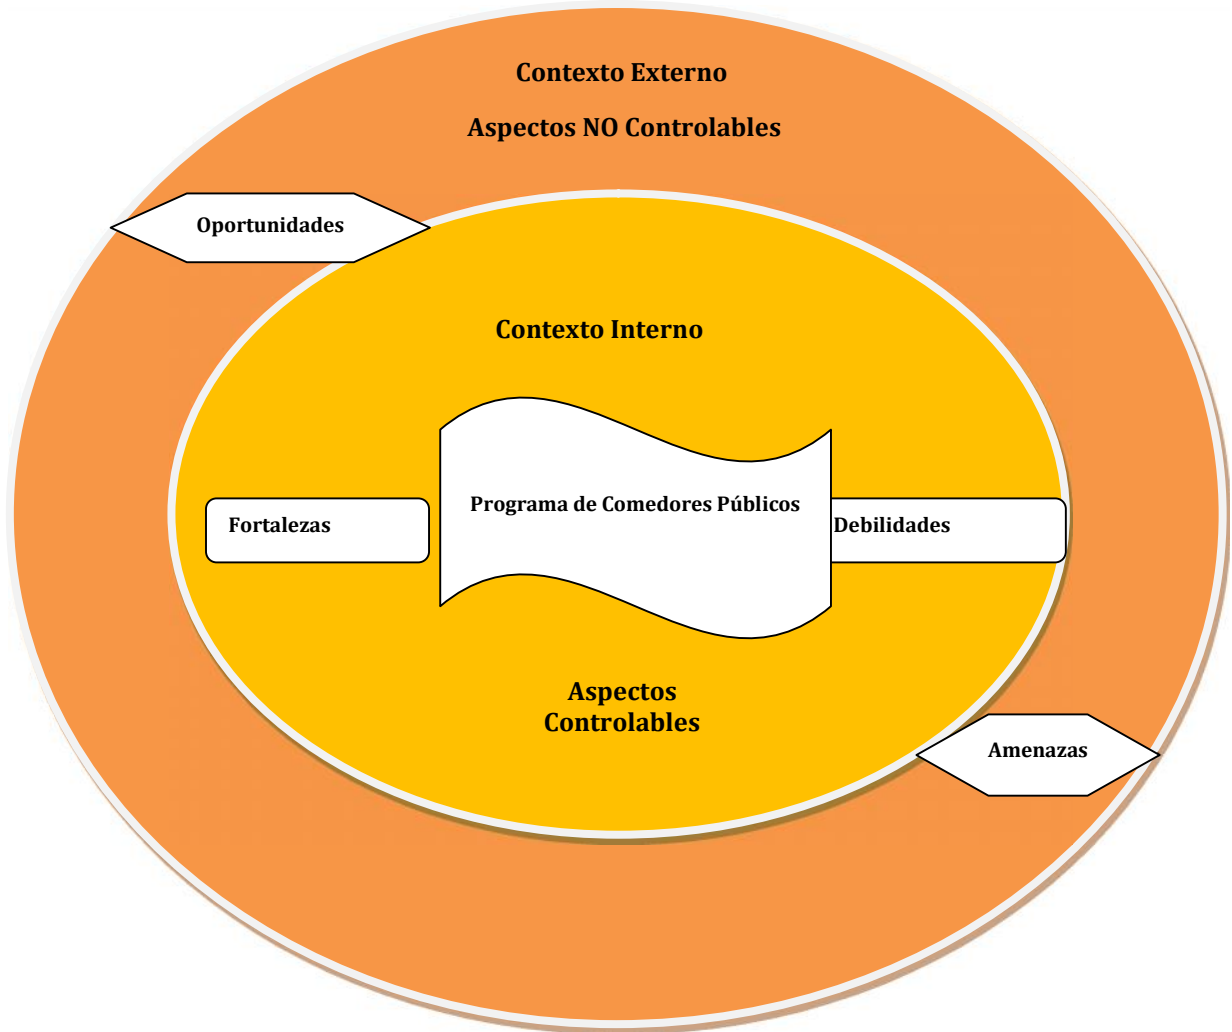 Contexto Externo
Aspectos NO Controlables
Oportunidades
Contexto Interno
Programa de Comedores Públicos
Fortalezas
Debilidades
Aspectos
Controlables
Amenazas